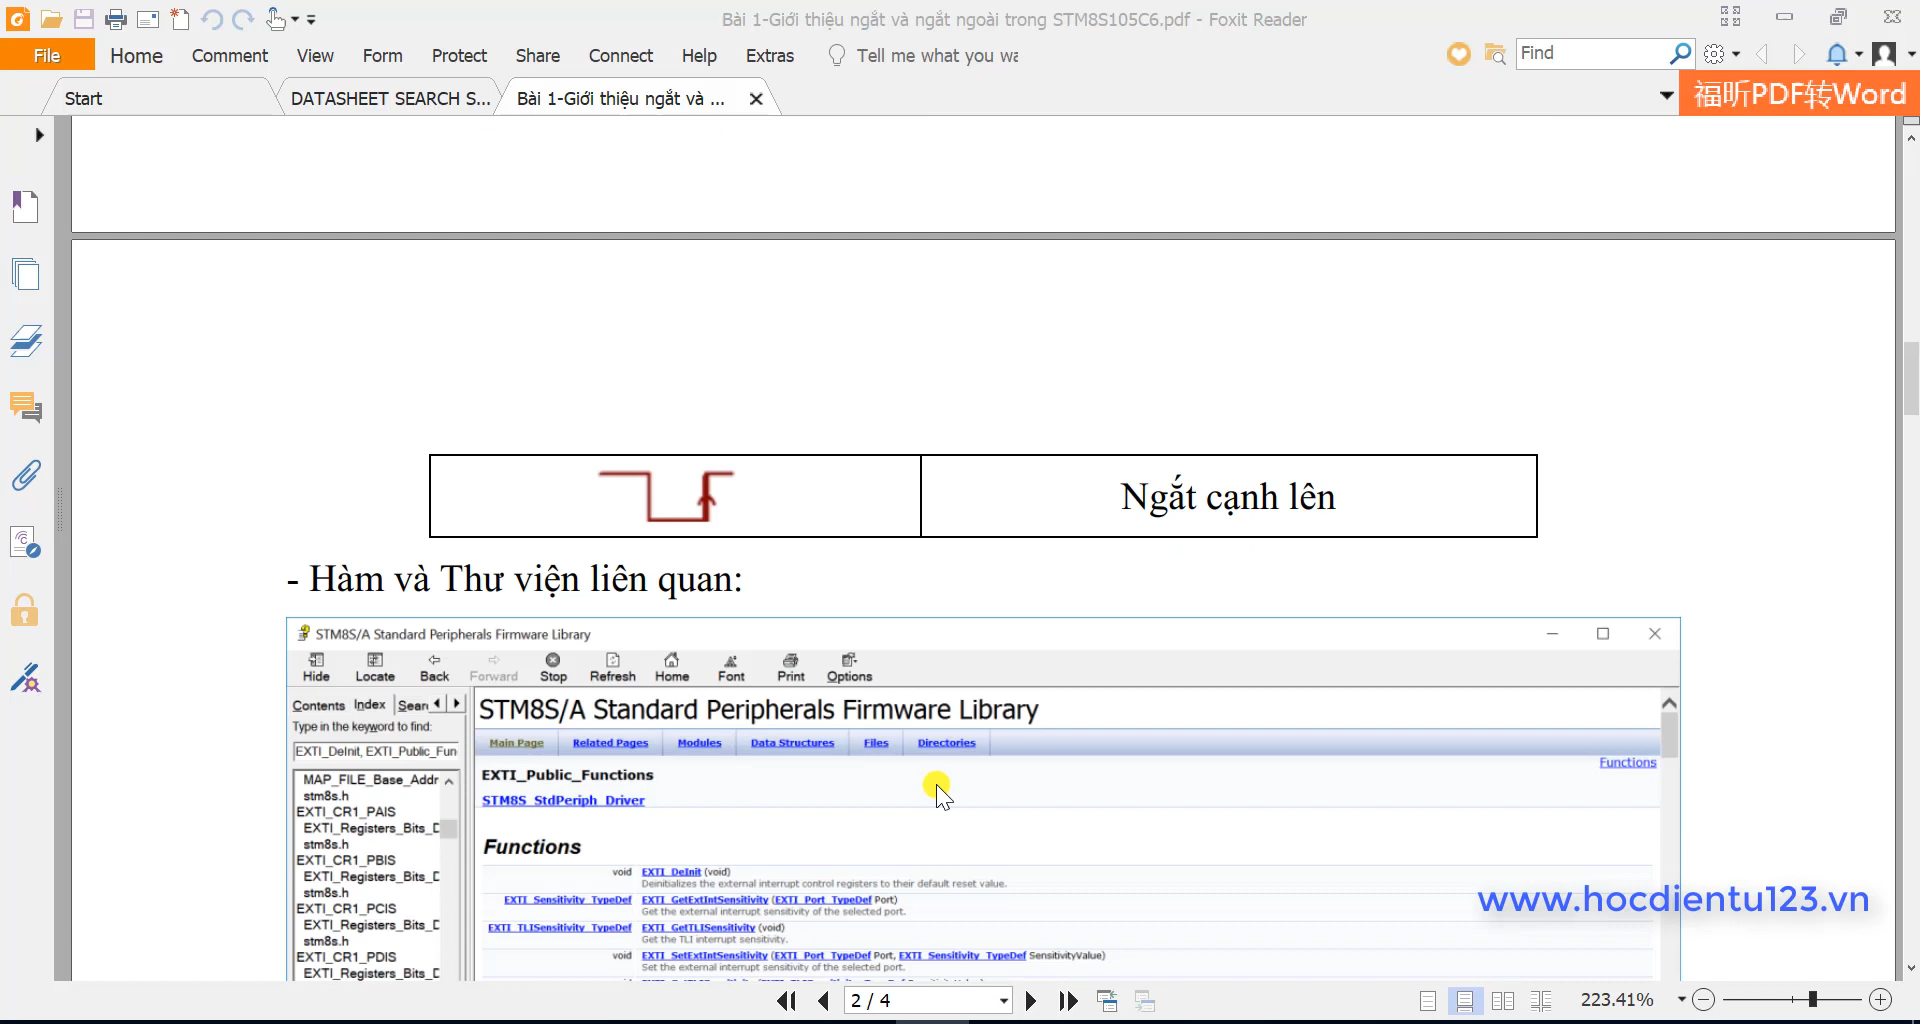 Bài 1-Giới thiệu ngắt và ngắt ngoài trong STM8S105C6.pdf - Foxit Reader
File Home Comment View Form Protect Share Connect Help Extras Tell me what you wa
Find
Start
DATASHEET SEARCH S...
Bài 1-Giới thiệu ngắt và ...
福昕PDF转Word
Ngắt cạnh lên
- Hàm và Thư viện liên quan:
STM8S/A Standard Peripherals Firmware Library
Hide Locate Back Forward Stop Refresh Home Font Print Options
Contents Index Sear
Type in the keyword to find:
EXTI_DeInit, EXTI_Public_Fun
MAP_FILE_Base_Addr
stm8s.h
EXTI_CR1_PAIS
EXTI_Registers_Bits_D
stm8s.h
EXTI_CR1_PBIS
EXTI_Registers_Bits_D
stm8s.h
EXTI_CR1_PCIS
EXTI_Registers_Bits_D
stm8s.h
EXTI_CR1_PDIS
EXTI_Registers_Bits_D
STM8S/A Standard Peripherals Firmware Library
Main Page Related Pages Modules Data Structures Files Directories
Functions
EXTI_Public_Functions
STM8S_StdPeriph_Driver
Functions
void EXTI_DeInit (void)
Deinitializes the external interrupt control registers to their default reset value.
EXTI_Sensitivity_TypeDef EXTI_GetExtIntSensitivity (EXTI_Port_TypeDef Port)
Get the external interrupt sensitivity of the selected port.
EXTI_TLISensitivity_TypeDef EXTI_GetTLISensitivity (void)
Get the TLI interrupt sensitivity.
void EXTI_SetExtIntSensitivity (EXTI_Port_TypeDef Port, EXTI_Sensitivity_TypeDef SensitivityValue)
Set the external interrupt sensitivity of the selected port.
www.hocdientu123.vn
2 / 4
223.41%